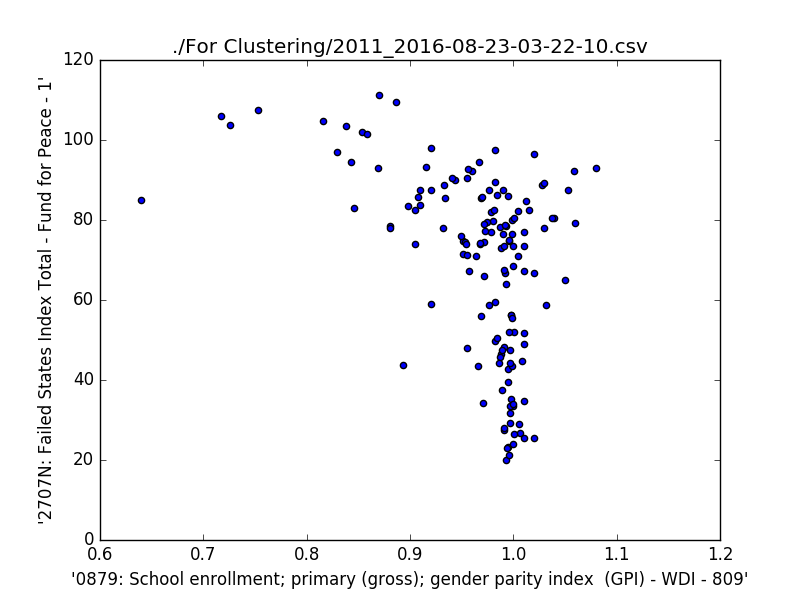 ./For Clustering/2011_2016-08-23-03-22-10.csv
120
100
80
60
40
20
0
'2707N: Failed States Index Total - Fund for Peace - 1'
0.6 0.7 0.8 0.9 1.0 1.1 1.2
'0879: School enrollment; primary (gross); gender parity index  (GPI) - WDI - 809'